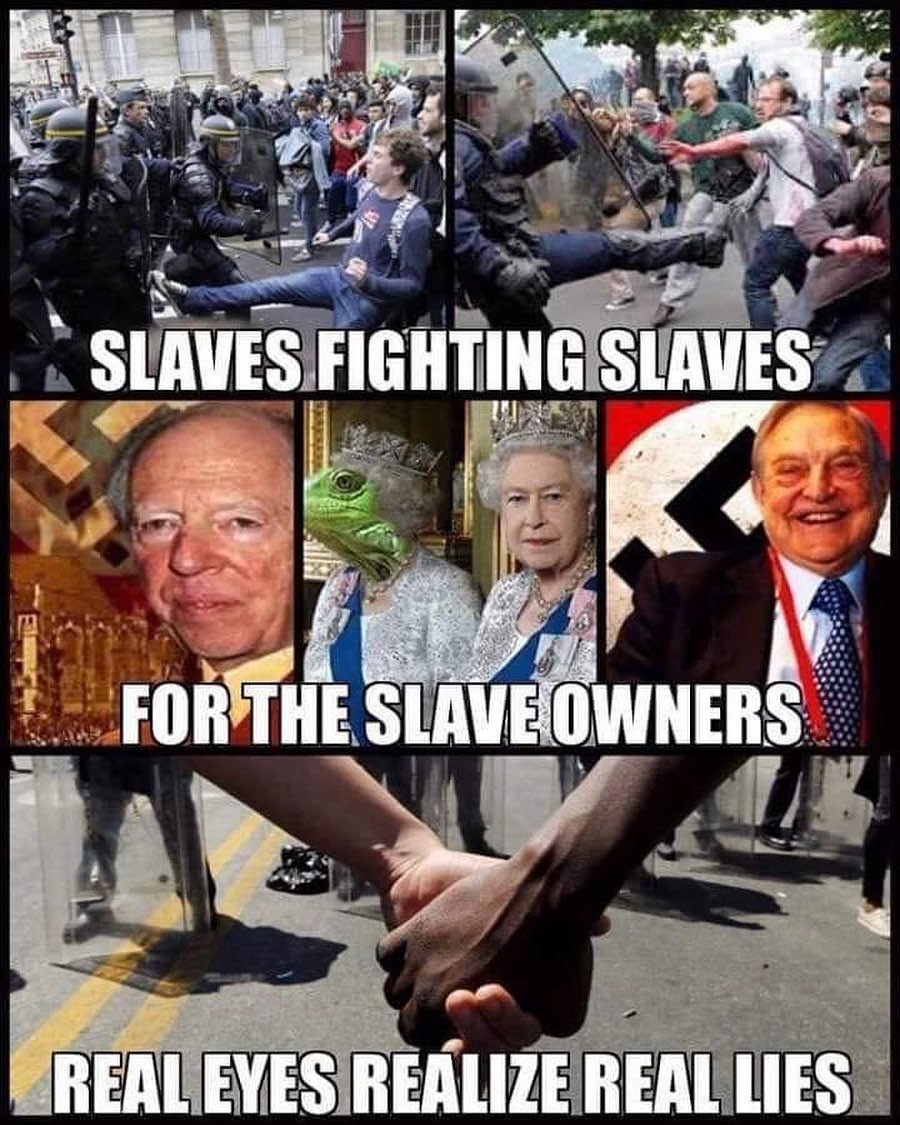 SLAVES FIGHTING SLAVES
FOR THE SLAVE OWNERS
REAL EYES REALIZE REAL LIES